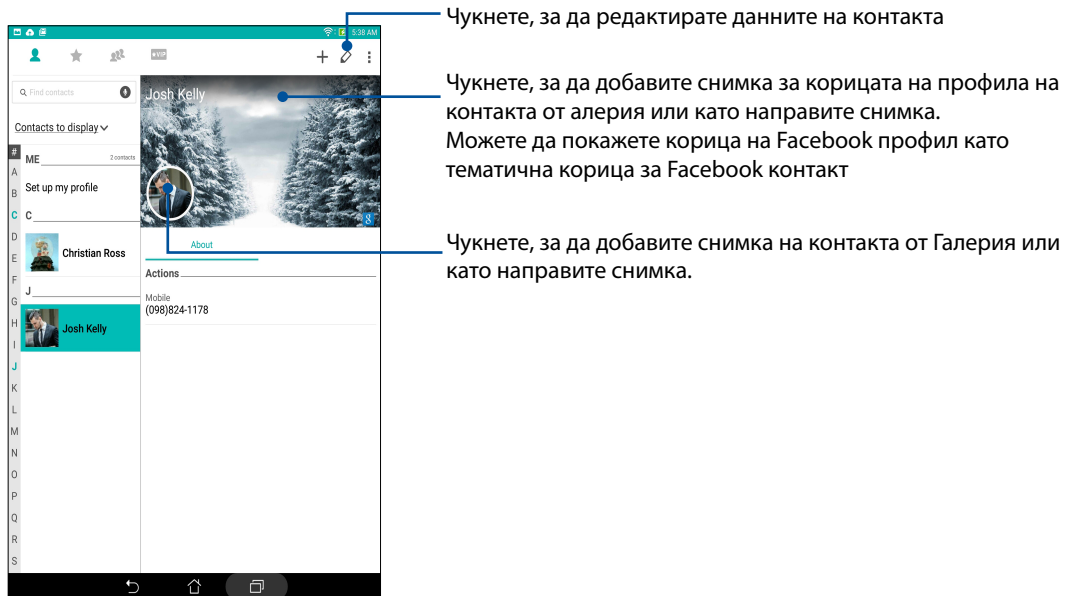 Чукнете, за да редактирате данните на контакта
5:38 AM
VIP
Find contacts
Josh Kelly
Чукнете, за да добавите снимка за корицата на профила на
контакта от алерия или като направите снимка.
Можете да покажете корица на Facebook профил като
тематична корица за Facebook контакт
Contacts to display
ME
2 contacts
Set up my profile
C
Christian Ross
J
Josh Kelly
#
A
B
C
D
E
F
G
H
I
J
K
L
M
N
O
P
Q
R
S
8
About
Actions
Mobile
(098)824-1178
Чукнете, за да добавите снимка на контакта от Галерия или
като направите снимка.